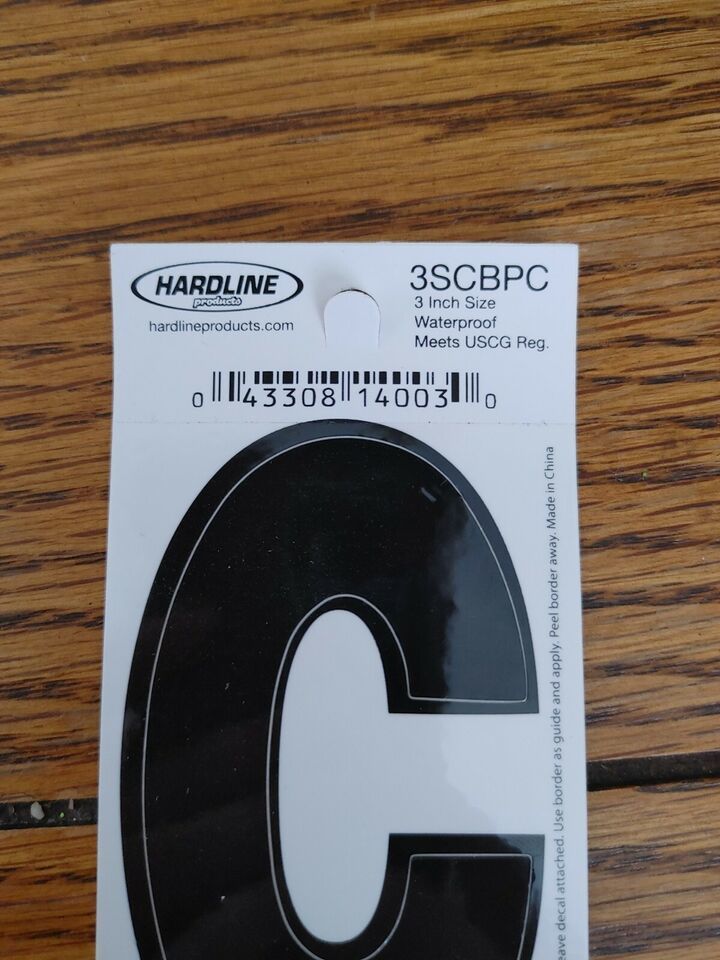 HARDLINE
products
hardlineproducts.com
3SCBPC
3 Inch Size
Waterproof
Meets USCG Reg.
0 43308 14003 0
C
decal attached. Use border as guide and apply. Peel border away. Made in China